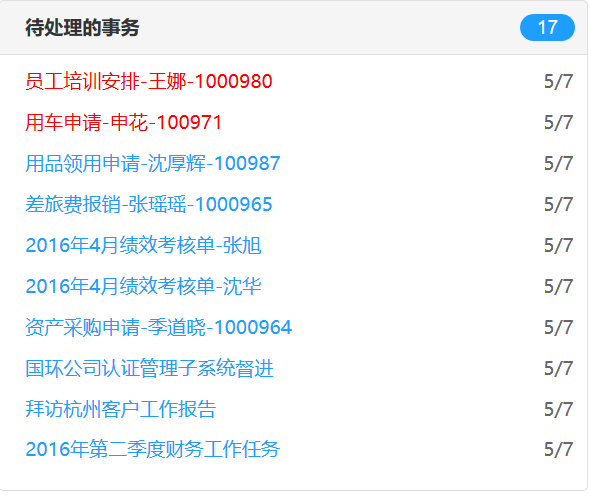 待处理的事务 17
员工培训安排-王娜-1000980 5/7
用车申请-申花-100971 5/7
用品领用申请-沈厚辉-100987 5/7
差旅费报销-张瑶瑶-1000965 5/7
2016年4月绩效考核单-张旭 5/7
2016年4月绩效考核单-沈华 5/7
资产采购申请-季道晓-1000964 5/7
国环公司认证管理子系统督进 5/7
拜访杭州客户工作报告 5/7
2016年第二季度财务工作任务 5/7